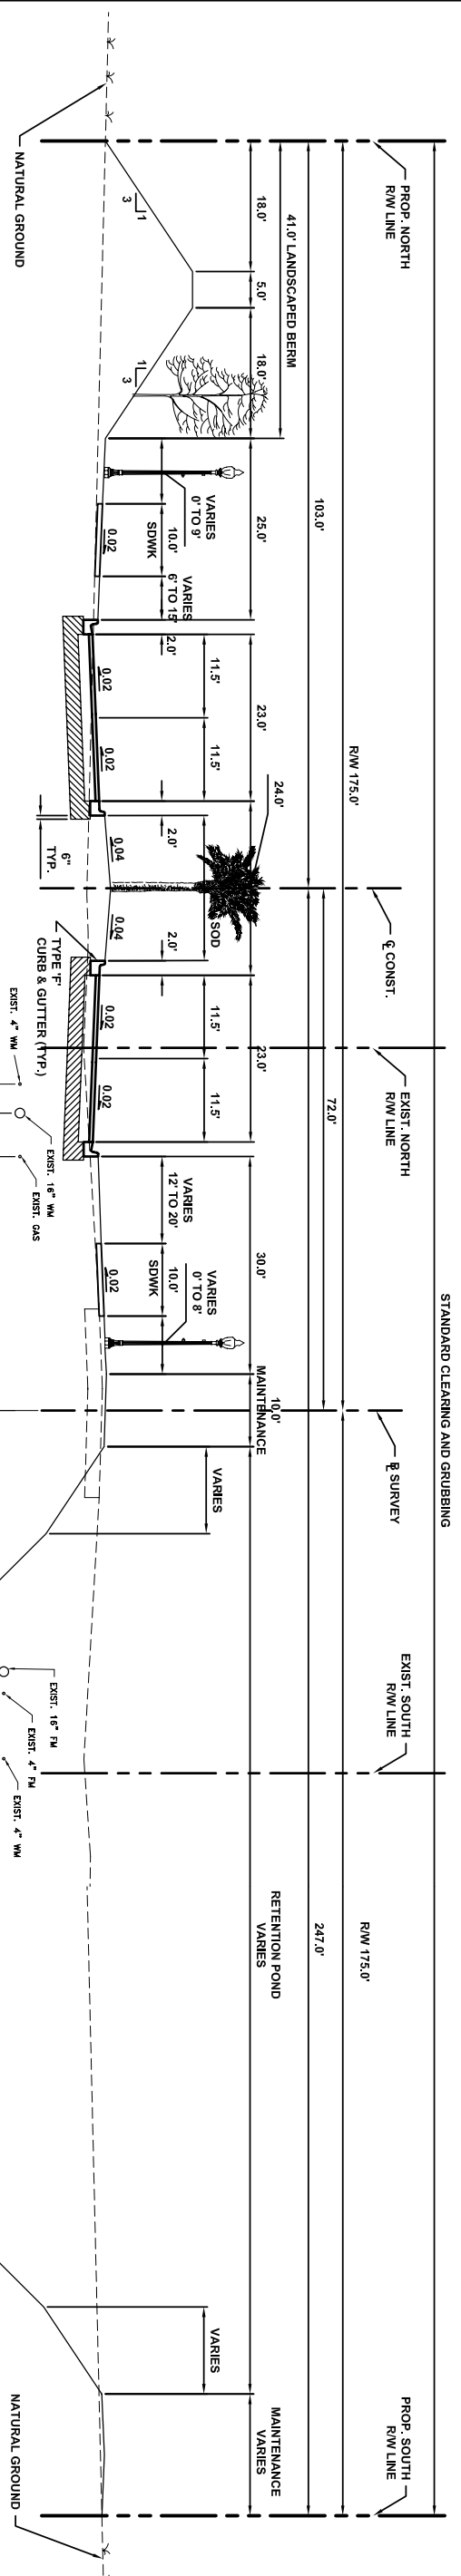 STANDARD CLEARING AND GRUBBING
PROP. NORTH
R/W LINE
℄ CONST.
EXIST. NORTH
R/W LINE
B SURVEY
L
EXIST. SOUTH
R/W LINE
PROP. SOUTH
R/W LINE
R/W 175.0'
R/W 175.0'
72.0'
103.0'
247.0'
41.0' LANDSCAPED BERM
24.0'
10.0'
MAINTENANCE
RETENTION POND
VARIES
MAINTENANCE
VARIES
18.0'
5.0'
18.0'
25.0'
23.0'
23.0'
30.0'
VARIES
0' TO 9'
10.0'
SDWK
VARIES
6' TO 15'
2.0'
11.5'
11.5'
2.0'
SOD
2.0'
11.5'
11.5'
VARIES
12' TO 20'
10.0'
SDWK
VARIES
0' TO 8'
VARIES
VARIES
1
3
1
3
0.02
0.02
0.02
0.04
0.04
0.02
0.02
0.02
6"
TYP.
TYPE 'F'
CURB & GUTTER (TYP.)
NATURAL GROUND
EXIST. 4" WM
EXIST. 16" WM
EXIST. GAS
EXIST. 16" FM
EXIST. 4" FM
EXIST. 4" WM
NATURAL GROUND